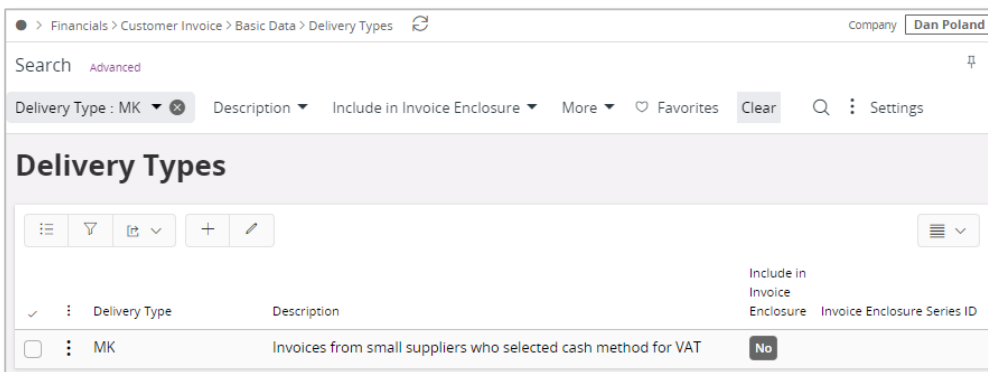 > Financials > Customer Invoice > Basic Data > Delivery Types
Company Dan Poland
Search Advanced
Delivery Type : MK Description Include in Invoice Enclosure More Favorites Clear Settings
Delivery Types
Include in
Invoice
Delivery Type Description Enclosure Invoice Enclosure Series ID
MK Invoices from small suppliers who selected cash method for VAT No